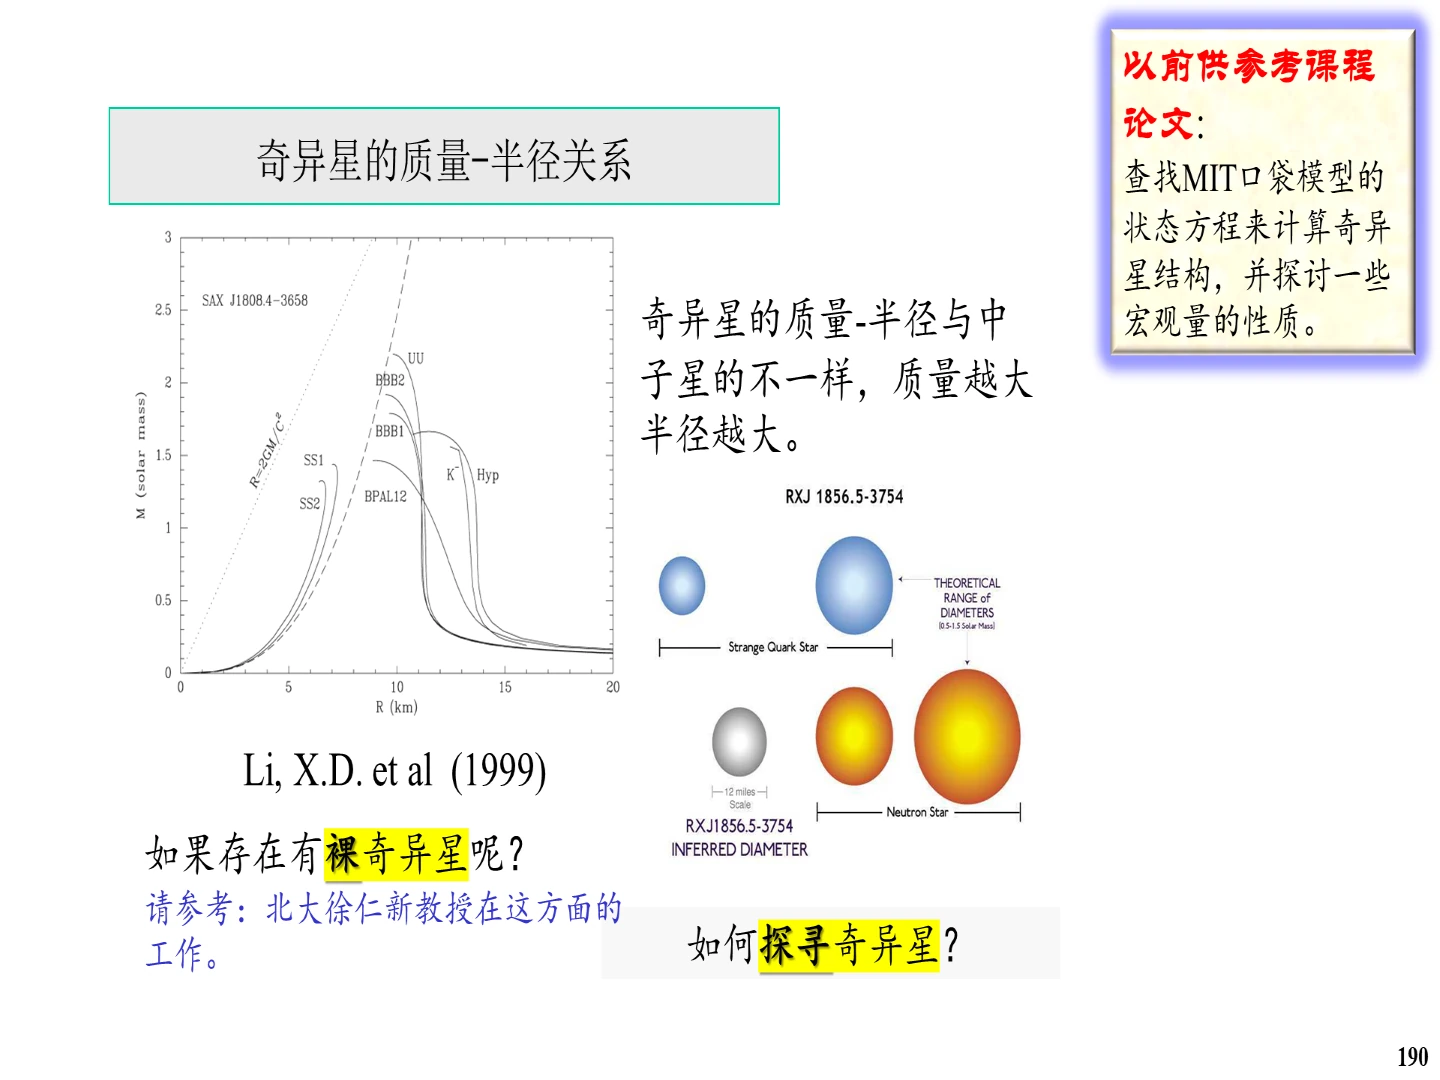 以前供参考课程
论文:
查找MIT口袋模型的
状态方程来计算奇异
星结构，并探讨一些
宏观量的性质。
奇异星的质量-半径关系
3
2.5
2
1.5
1
0.5
0
M (solar mass)
SAX J1808.4-3658
R=2GM/C²
UU
BBB2
BBB1
SS1
SS2
BPAL12
K⁻
Hyp
0 5 10 15 20
R (km)
Li, X.D. et al (1999)
奇异星的质量-半径与中
子星的不一样，质量越大
半径越大。
RXJ 1856.5-3754
THEORETICAL
RANGE of
DIAMETERS
(0.5-1.5 Solar Mass)
Strange Quark Star
12 miles
Scale
Neutron Star
RXJ1856.5-3754
INFERRED DIAMETER
如果存在有裸奇异星呢？
请参考：北大徐仁新教授在这方面的
工作。
如何探寻奇异星？
190